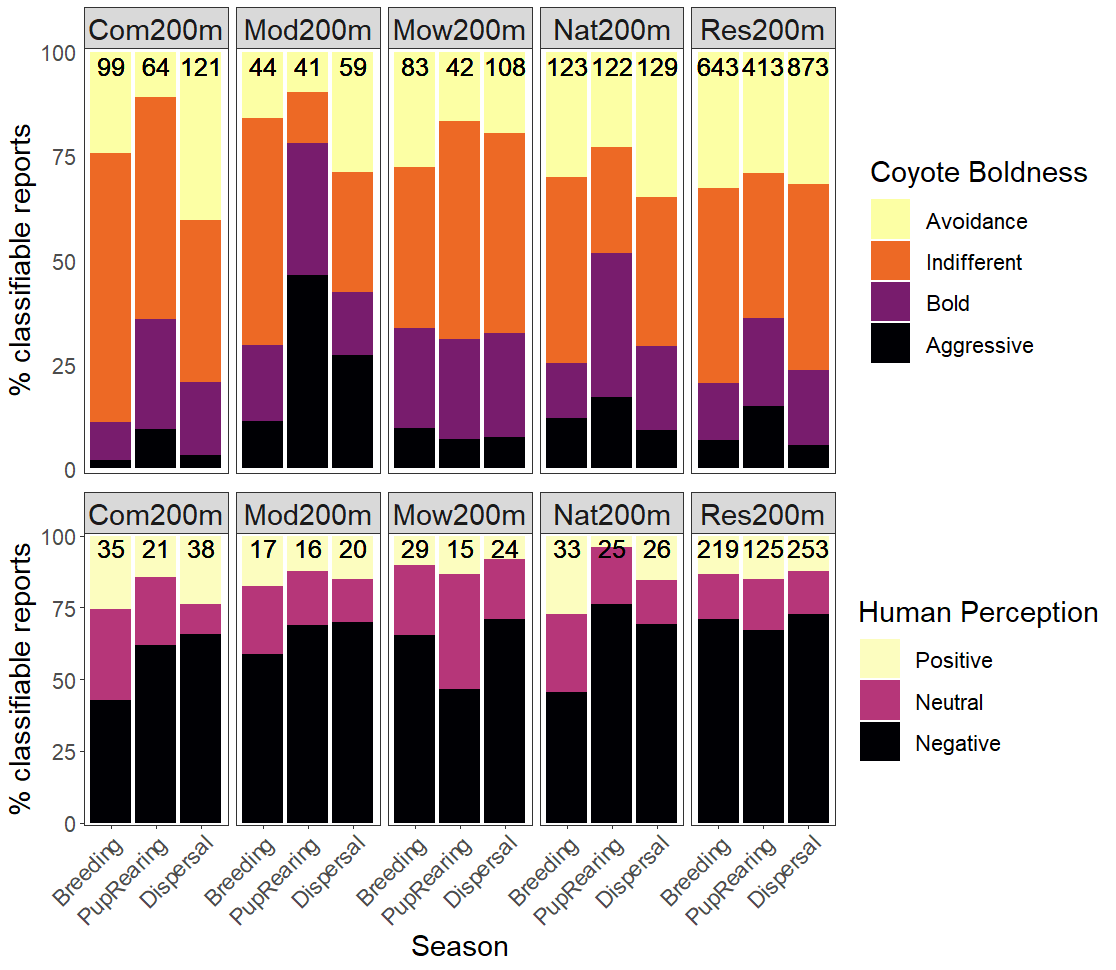 Com200m Mod200m Mow200m Nat200m Res200m
% classifiable reports
100
75
50
25
0
99 64 121 44 41 59 83 42 108 123 122 129 643 413 873
Coyote Boldness
Avoidance
Indifferent
Bold
Aggressive
Com200m Mod200m Mow200m Nat200m Res200m
% classifiable reports
100
75
50
25
0
35 21 38 17 16 20 29 15 24 33 25 26 219 125 253
Human Perception
Positive
Neutral
Negative
Breeding PupRearing Dispersal Breeding PupRearing Dispersal Breeding PupRearing Dispersal Breeding PupRearing Dispersal Breeding PupRearing Dispersal
Season